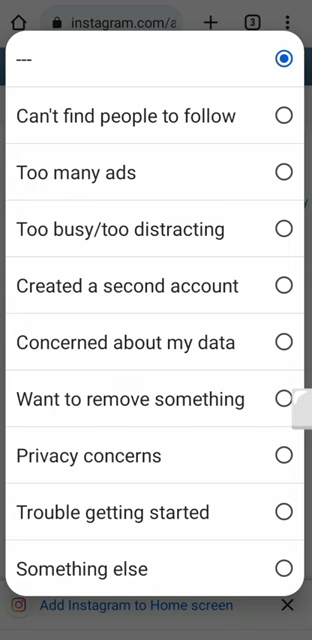 instagram.com/a
3
---
Can't find people to follow
Too many ads
Too busy/too distracting
Created a second account
Concerned about my data
Want to remove something
Privacy concerns
Trouble getting started
Something else
Add Instagram to Home screen